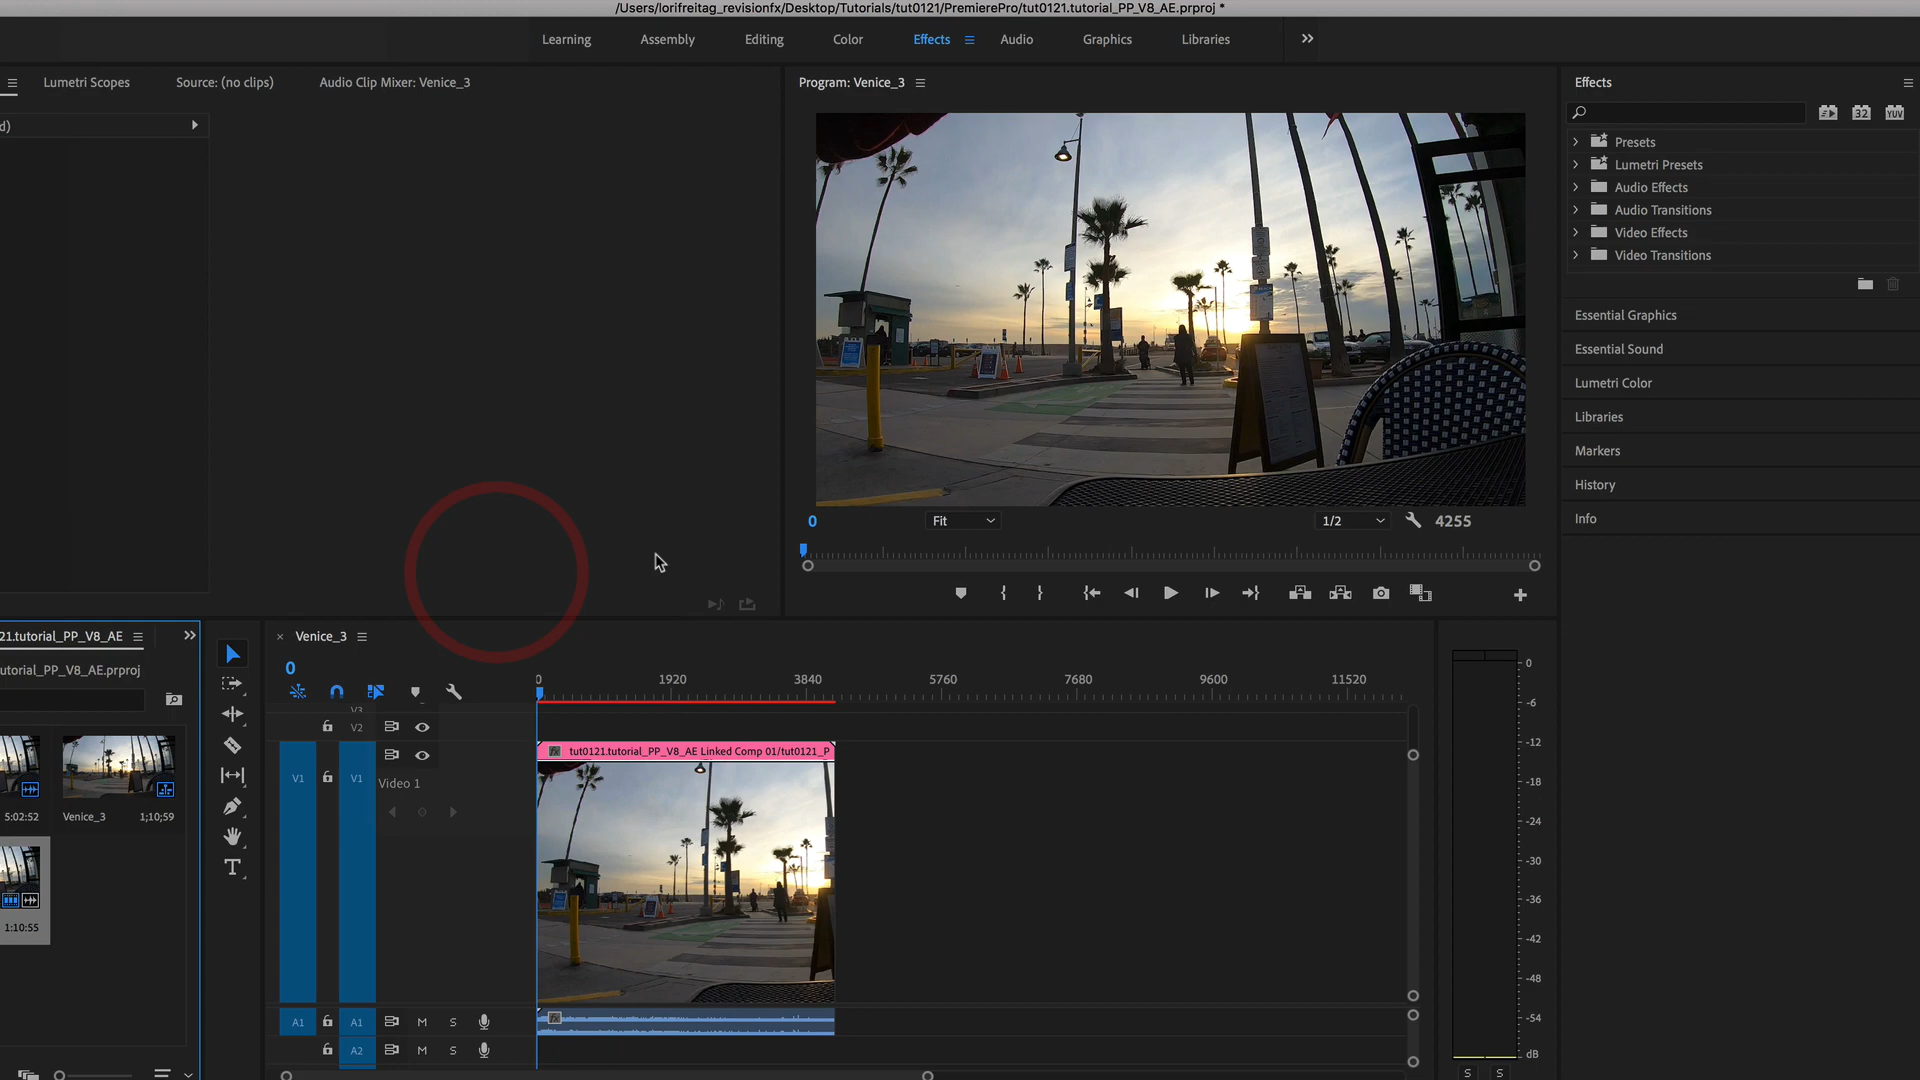 /Users/lorifreitag_revisionfx/Desktop/Tutorials/tut0121/PremierePro/tut0121.tutorial_PP_V8_AE.prproj *
Learning Assembly Editing Color Effects Audio Graphics Libraries
Lumetri Scopes Source: (no clips) Audio Clip Mixer: Venice_3
Program: Venice_3
Effects
d)
32 YUV
Presets
Lumetri Presets
Audio Effects
Audio Transitions
Video Effects
Video Transitions
Essential Graphics
Essential Sound
Lumetri Color
Libraries
Markers
History
Info
0 Fit 1/2 4255
21.tutorial_PP_V8_AE
utorial_PP_V8_AE.prproj
5:02:52 Venice_3 1;10;59
1:10:55
Venice_3
0
0 1920 3840 5760 7680 9600 11520
V3
V2
tut0121.tutorial_PP_V8_AE Linked Comp 01/tut0121_P
V1 V1 Video 1
fx
A1 A1 M S
fx
A2 M S
T
0
-6
-12
-18
-24
-30
-36
-42
-48
-54
dB
S S